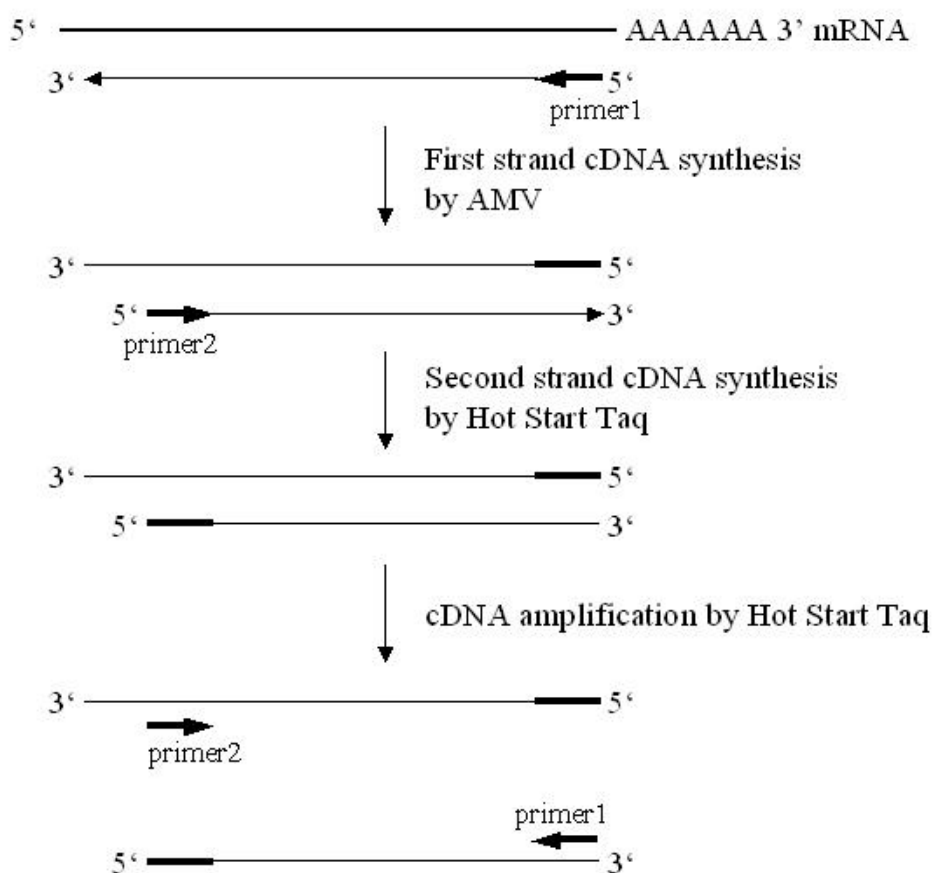 5‘ AAAAAA 3’ mRNA
3‘ 5‘
primer1
First strand cDNA synthesis
by AMV
3‘ 5‘
5‘ 3‘
primer2
Second strand cDNA synthesis
by Hot Start Taq
3‘ 5‘
5‘ 3‘
cDNA amplification by Hot Start Taq
3‘ 5‘
primer2
primer1
5‘ 3‘